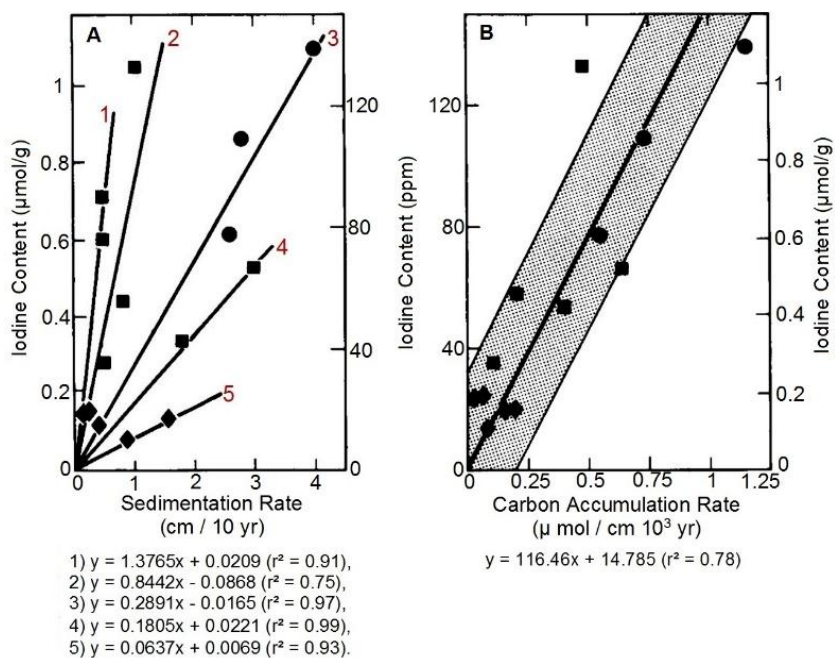 A
B
1
2
3
4
5
Iodine Content (µmol/g)
1
0.8
0.6
0.4
0.2
0
120
80
40
0
0 1 2 3 4
Sedimentation Rate
(cm / 10 yr)
Iodine Content (ppm)
120
80
40
0
1
0.8
0.6
0.4
0.2
0
Iodine Content (µmol/g)
0 0.25 0.5 0.75 1 1.25
Carbon Accumulation Rate
(µ mol / cm 10³ yr)
1) y = 1.3765x + 0.0209 (r² = 0.91),
2) y = 0.8442x - 0.0868 (r² = 0.75),
3) y = 0.2891x - 0.0165 (r² = 0.97),
4) y = 0.1805x + 0.0221 (r² = 0.99),
5) y = 0.0637x + 0.0069 (r² = 0.93).
y = 116.46x + 14.785 (r² = 0.78)